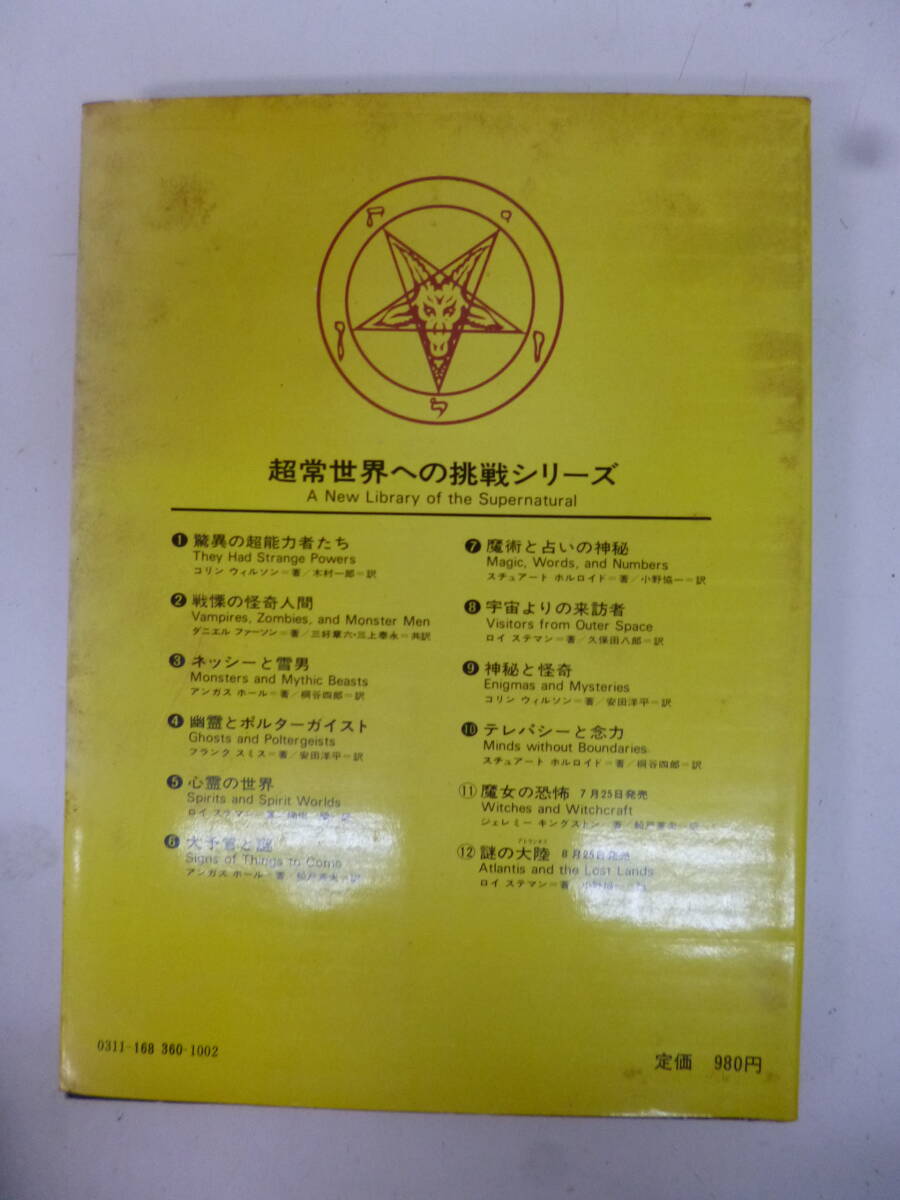 超常世界への挑戦シリーズ
A New Library of the Supernatural
❶ 驚異の超能力者たち
They Had Strange Powers
コリン ウィルソン=著/木村一郎=訳
❷ 戦慄の怪奇人間
Vampires, Zombies, and Monster Men
ダニエル ファーソン=著/三好章六・三上泰永=共訳
❸ ネッシーと雪男
Monsters and Mythic Beasts
アンガス ホール=著/桐谷四郎=訳
❹ 幽霊とポルターガイスト
Ghosts and Poltergeists
フランク スミス=著/安田洋平=訳
❺ 心霊の世界
Spirits and Spirit Worlds
ロイ ステマン=著
❻ 大予言と謎
Signs of Things to Come
アンガス ホール=著
❼ 魔術と占いの神秘
Magic, Words, and Numbers
スチュアート ホルロイド=著/小野協一=訳
❽ 宇宙よりの来訪者
Visitors from Outer Space
ロイ ステマン=著/久保田八郎=訳
❾ 神秘と怪奇
Enigmas and Mysteries
コリン ウィルソン=著/安田洋平=訳
❿ テレパシーと念力
Minds without Boundaries
スチュアート ホルロイド=著/桐谷四郎=訳
⑪ 魔女の恐怖 7月25日発売
Witches and Witchcraft
ジェレミー キングストン=著
⑫ 謎の大陸 8月25日発売
アトランチス
Atlantis and the Lost Lands
ロイ ステマン=著
0311-168 360-1002
定価 980円